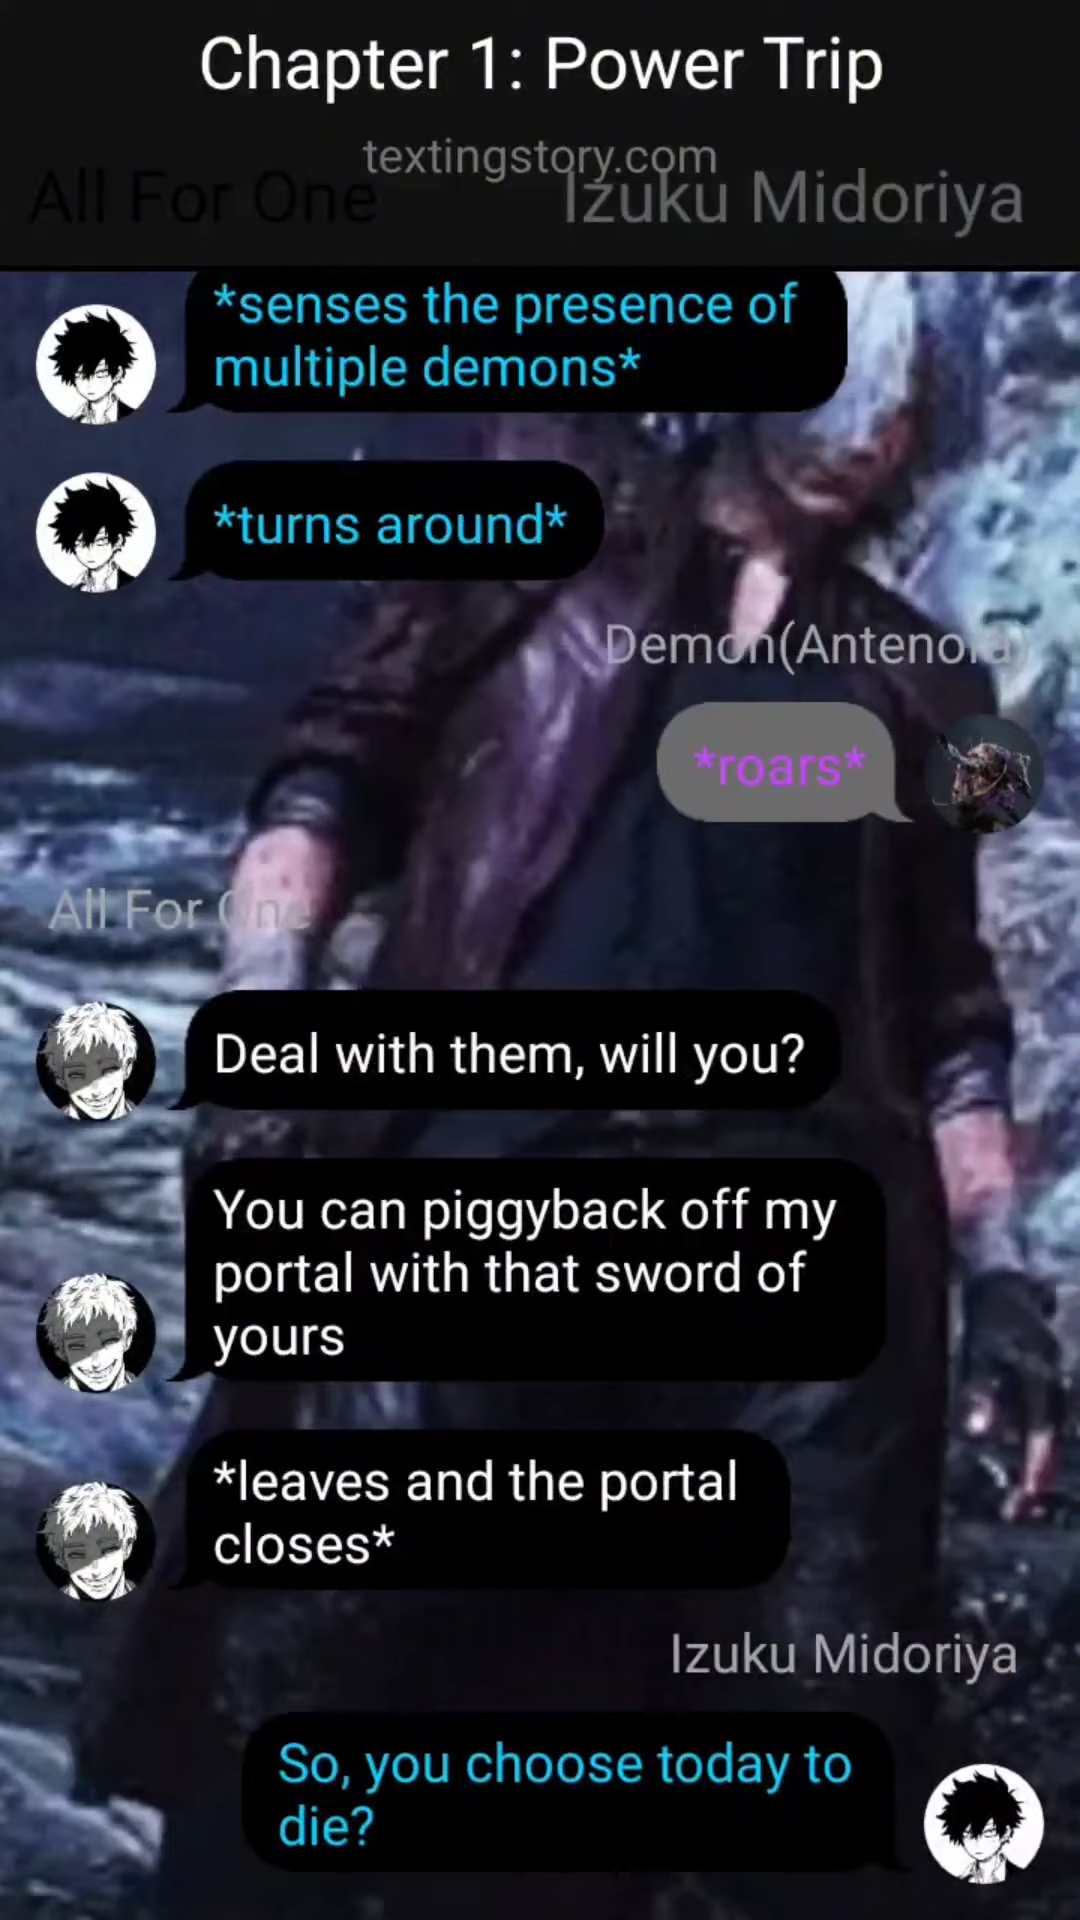 Chapter 1: Power Trip
textingstory.com
All For One
Izuku Midoriya
*senses the presence of
multiple demons*
*turns around*
Demon(Antenora)
*roars*
All For One
Deal with them, will you?
You can piggyback off my
portal with that sword of
yours
*leaves and the portal
closes*
Izuku Midoriya
So, you choose today to
die?